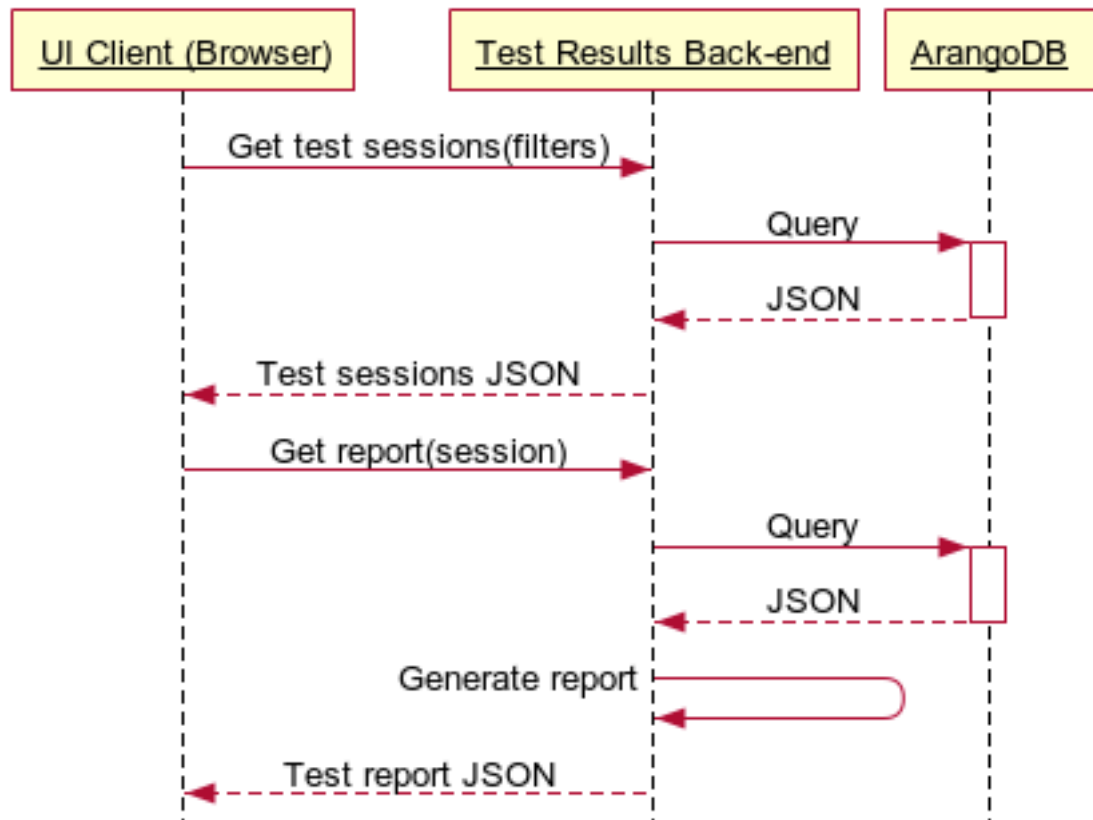 UI Client (Browser)
Test Results Back-end
ArangoDB
Get test sessions(filters)
Query
JSON
Test sessions JSON
Get report(session)
Query
JSON
Generate report
Test report JSON